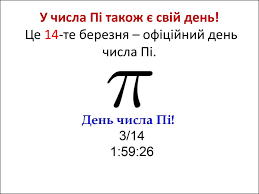 У числа Пі також є свій день!
Це 14-те березня – офіційний день
числа Пі.
π
День числа Пі!
3/14
1:59:26